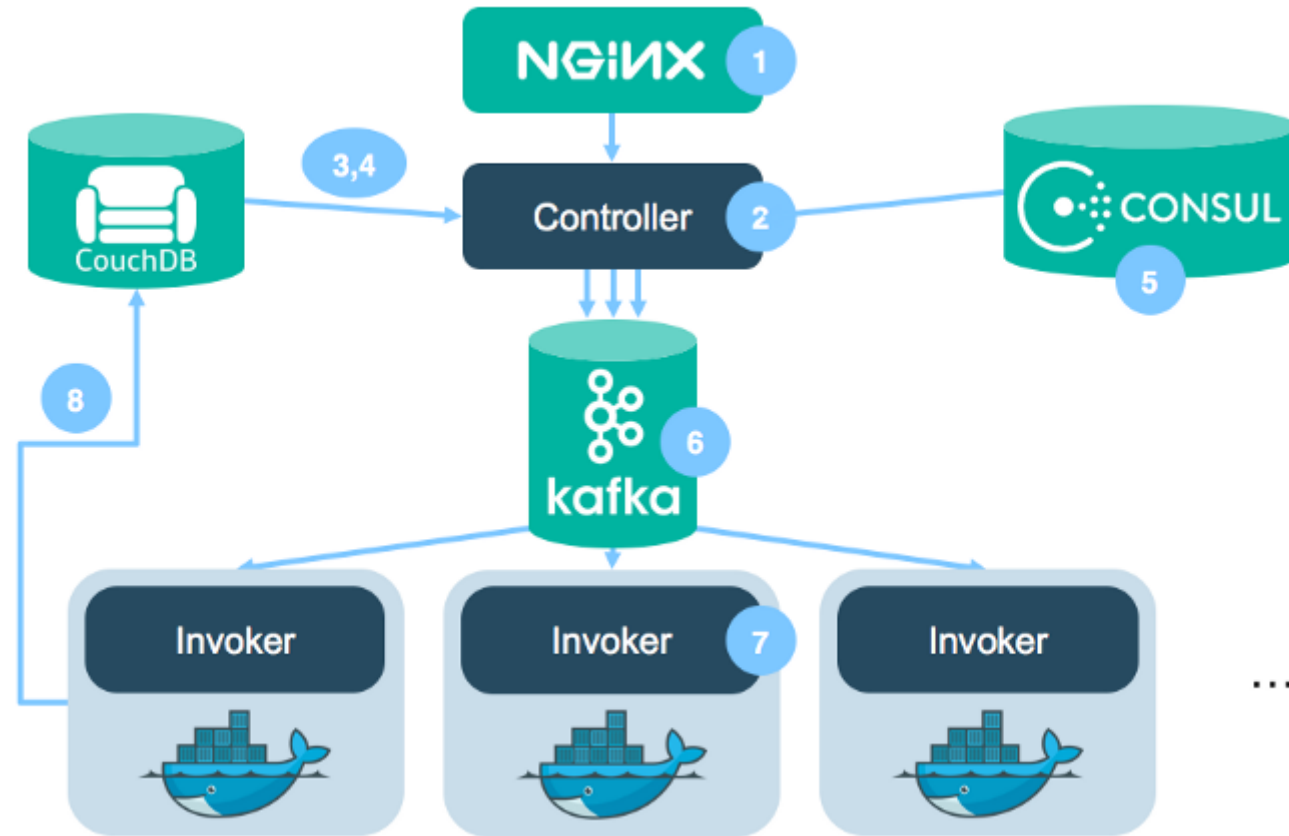 NGINX
1
3,4
CouchDB
Controller
2
CONSUL
5
8
kafka
6
Invoker
Invoker
7
Invoker
...